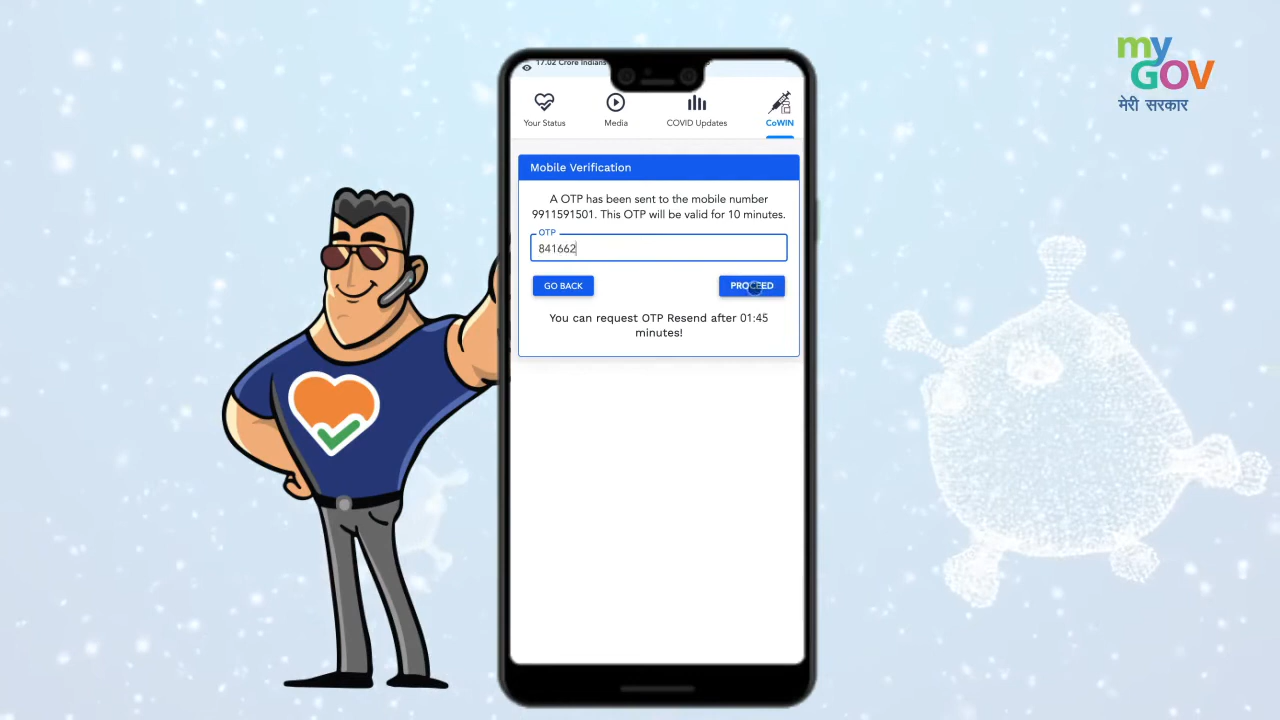 my
GOV
मेरी सरकार
17.02 Crore Indians
Your Status
Media
COVID Updates
CoWIN
Mobile Verification
A OTP has been sent to the mobile number
9911591501. This OTP will be valid for 10 minutes.
OTP
841662
GO BACK
PROCEED
You can request OTP Resend after 01:45
minutes!